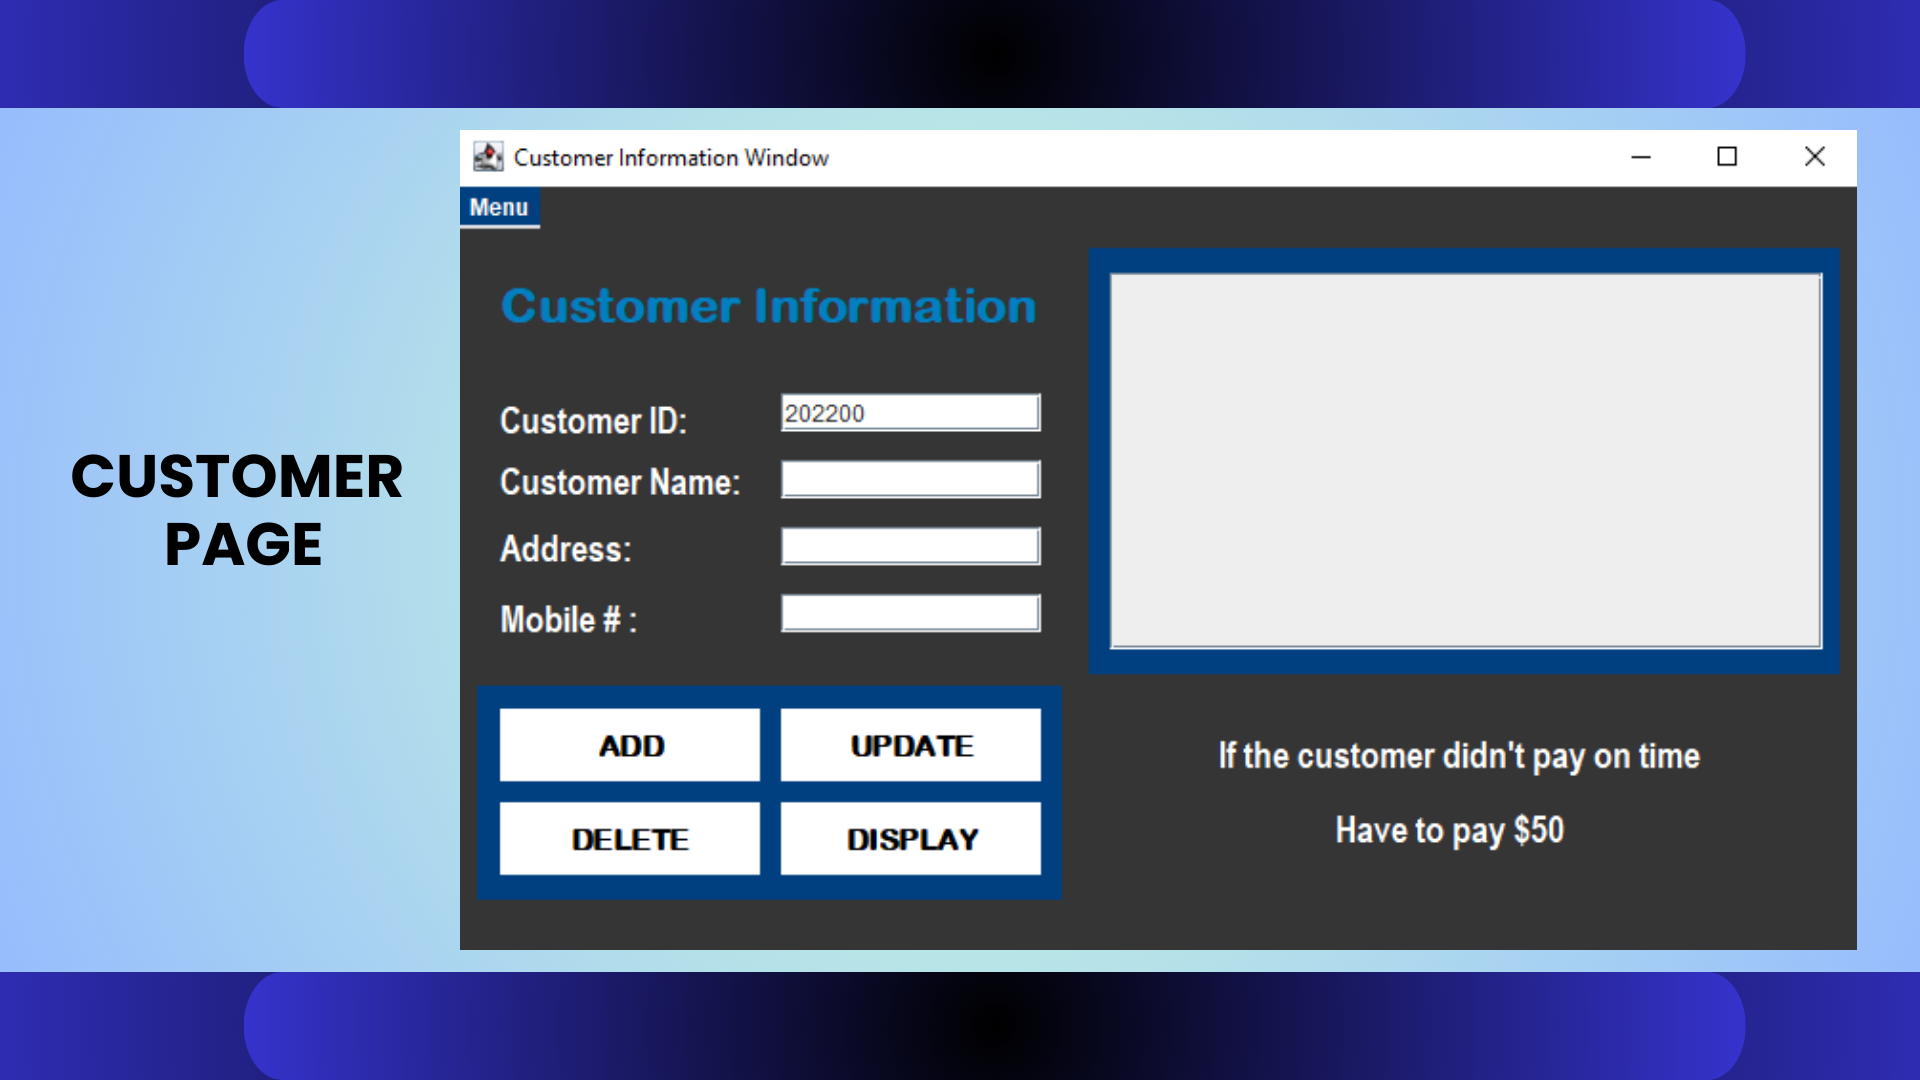 CUSTOMER
PAGE
Customer Information Window
Menu
Customer Information
Customer ID:
202200
Customer Name:
Address:
Mobile # :
ADD
UPDATE
DELETE
DISPLAY
If the customer didn't pay on time
Have to pay $50